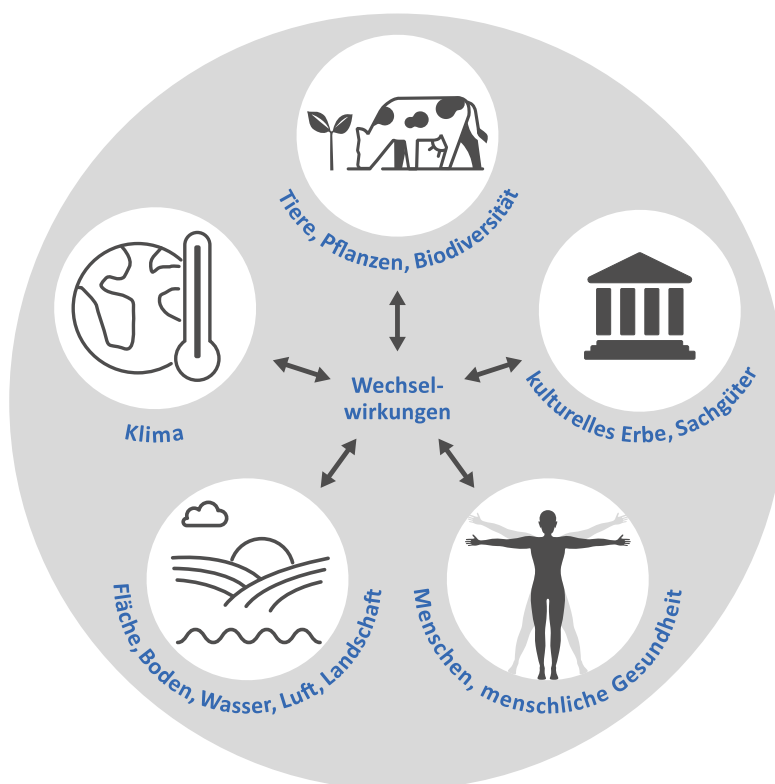 Tiere, Pflanzen, Biodiversität
kulturelles Erbe, Sachgüter
Klima
Wechsel-
wirkungen
Fläche, Boden, Wasser, Luft, Landschaft
Menschen, menschliche Gesundheit